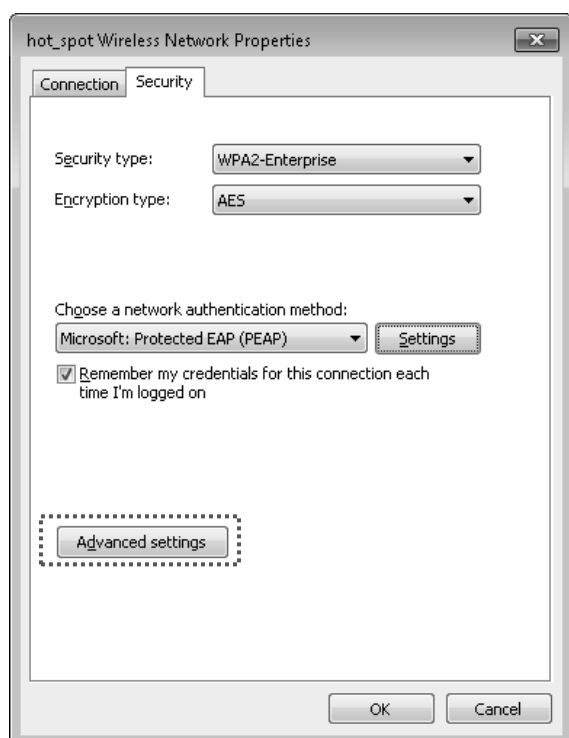 hot_spot Wireless Network Properties
Connection Security
Security type: WPA2-Enterprise
Encryption type: AES
Choose a network authentication method:
Microsoft: Protected EAP (PEAP) Settings
Remember my credentials for this connection each
time I'm logged on
Advanced settings
OK Cancel